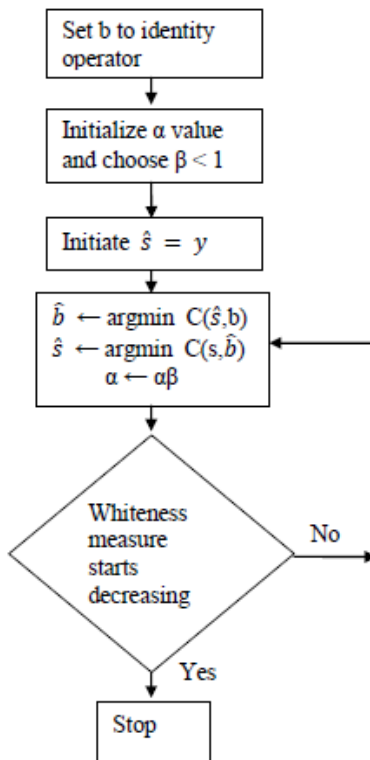 Set b to identity
operator
Initialize α value
and choose β < 1
Initiate ŝ = y
b̂ ← argmin C(ŝ,b)
ŝ ← argmin C(s,b̂)
α ← αβ
Whiteness
measure
starts
decreasing
No
Yes
Stop